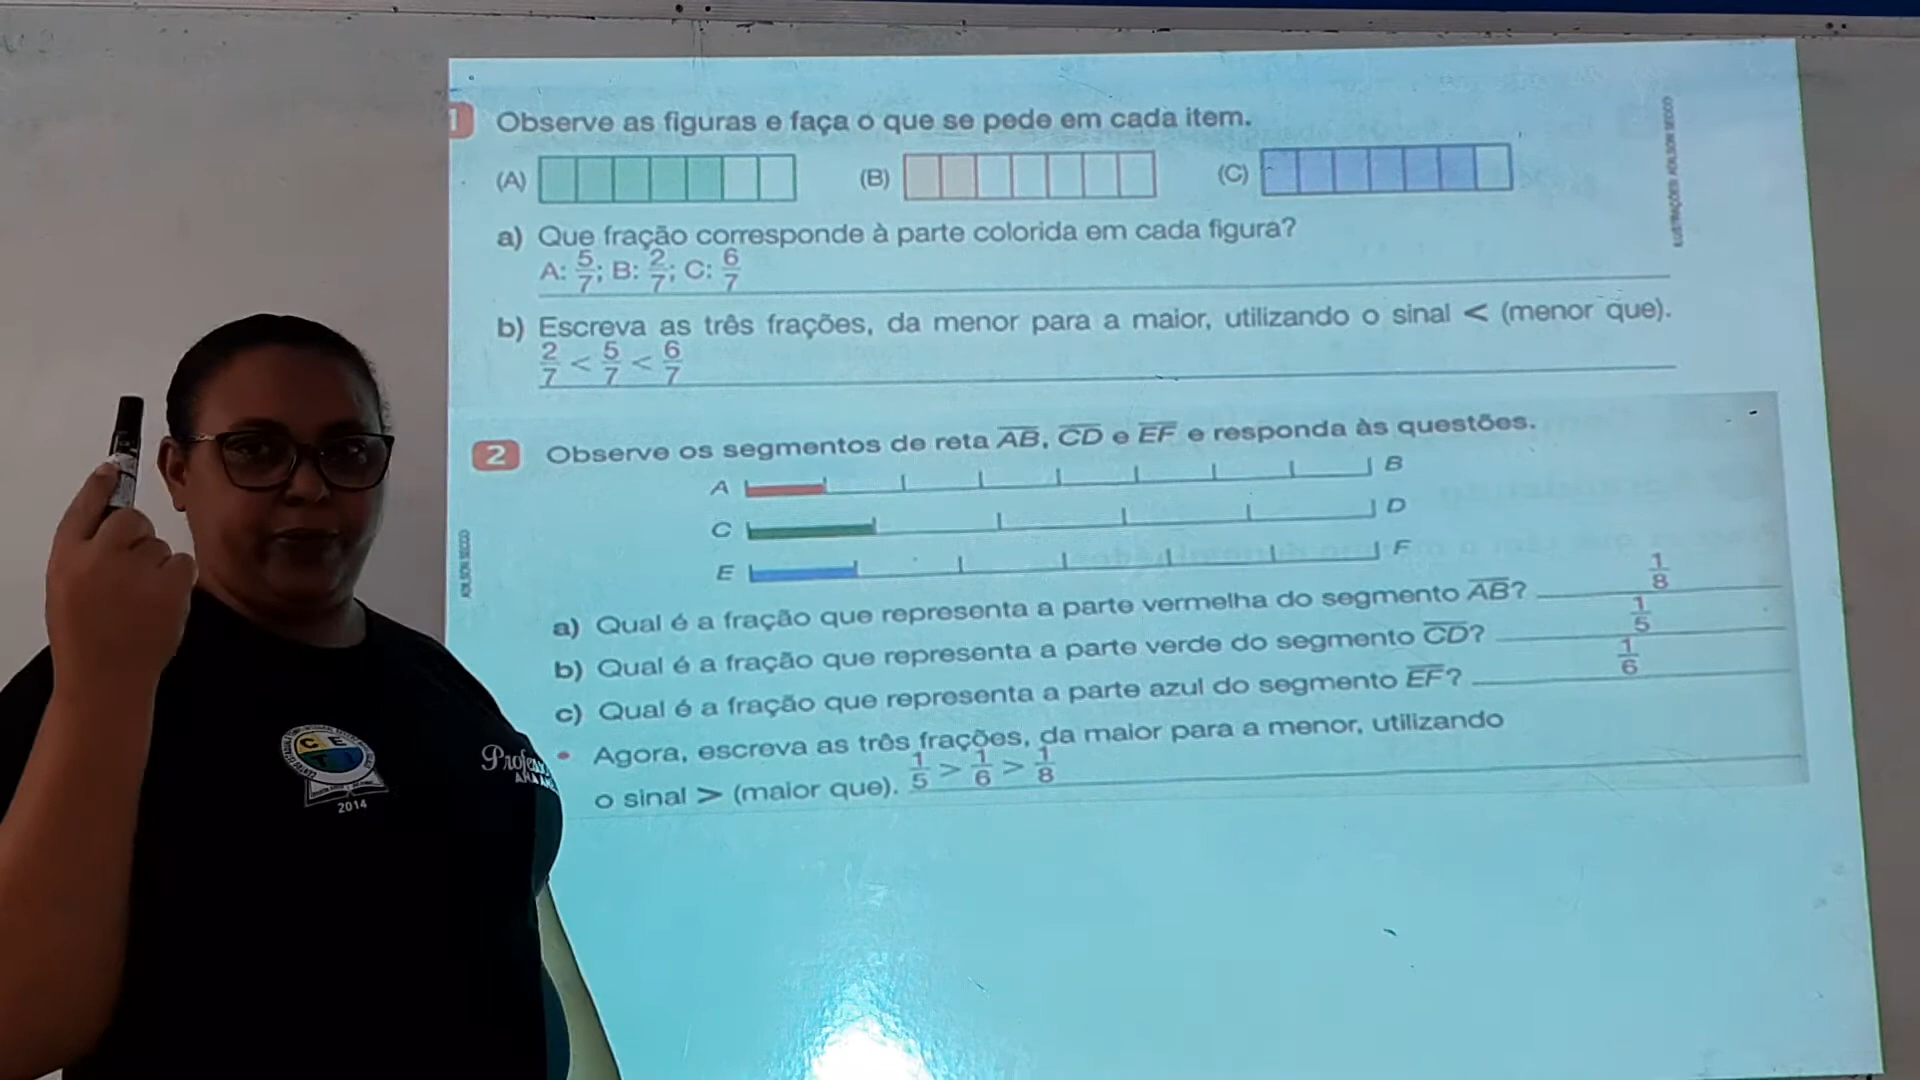 1 Observe as figuras e faça o que se pede em cada item.
(A) (B) (C)
a) Que fração corresponde à parte colorida em cada figura?
A: 5/7; B: 2/7; C: 6/7
b) Escreva as três frações, da menor para a maior, utilizando o sinal < (menor que).
2/7 < 5/7 < 6/7
ILUSTRAÇÕES: ADILSON SECCO
2 Observe os segmentos de reta AB, CD e EF e responda às questões.
A B
C D
E F
ADILSON SECCO
a) Qual é a fração que representa a parte vermelha do segmento AB? 1/8
b) Qual é a fração que representa a parte verde do segmento CD? 1/5
c) Qual é a fração que representa a parte azul do segmento EF? 1/6
• Agora, escreva as três frações, da maior para a menor, utilizando
o sinal > (maior que). 1/5 > 1/6 > 1/8
C E
T I
2014